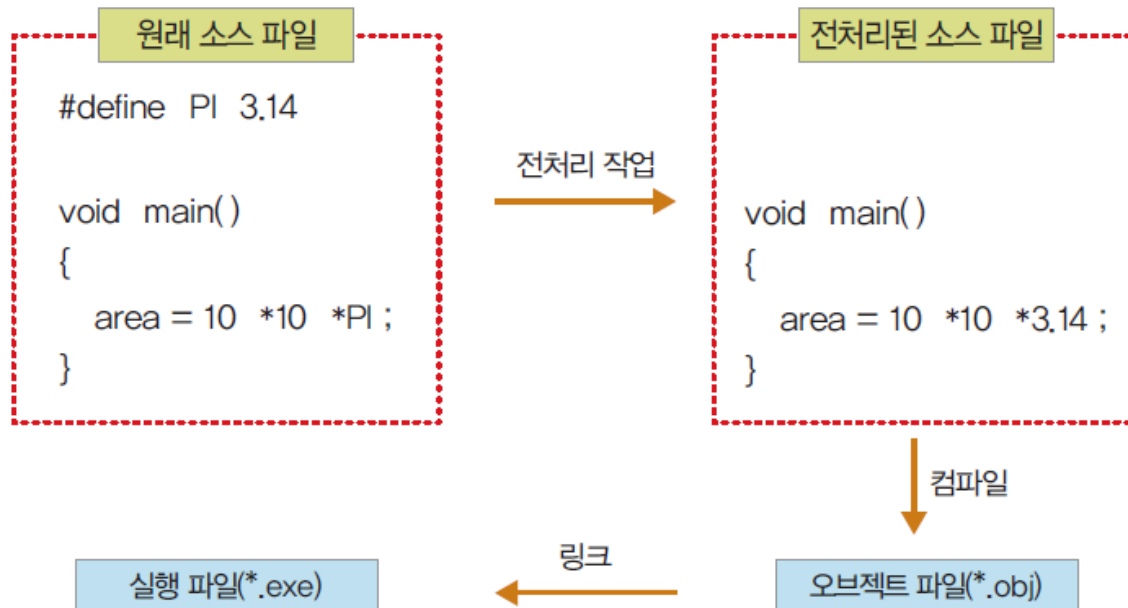 원래 소스 파일
#define PI 3.14
void main()
{
area = 10 *10 *PI ;
}
전처리 작업
전처리된 소스 파일
void main()
{
area = 10 *10 *3.14 ;
}
컴파일
오브젝트 파일(*.obj)
링크
실행 파일(*.exe)